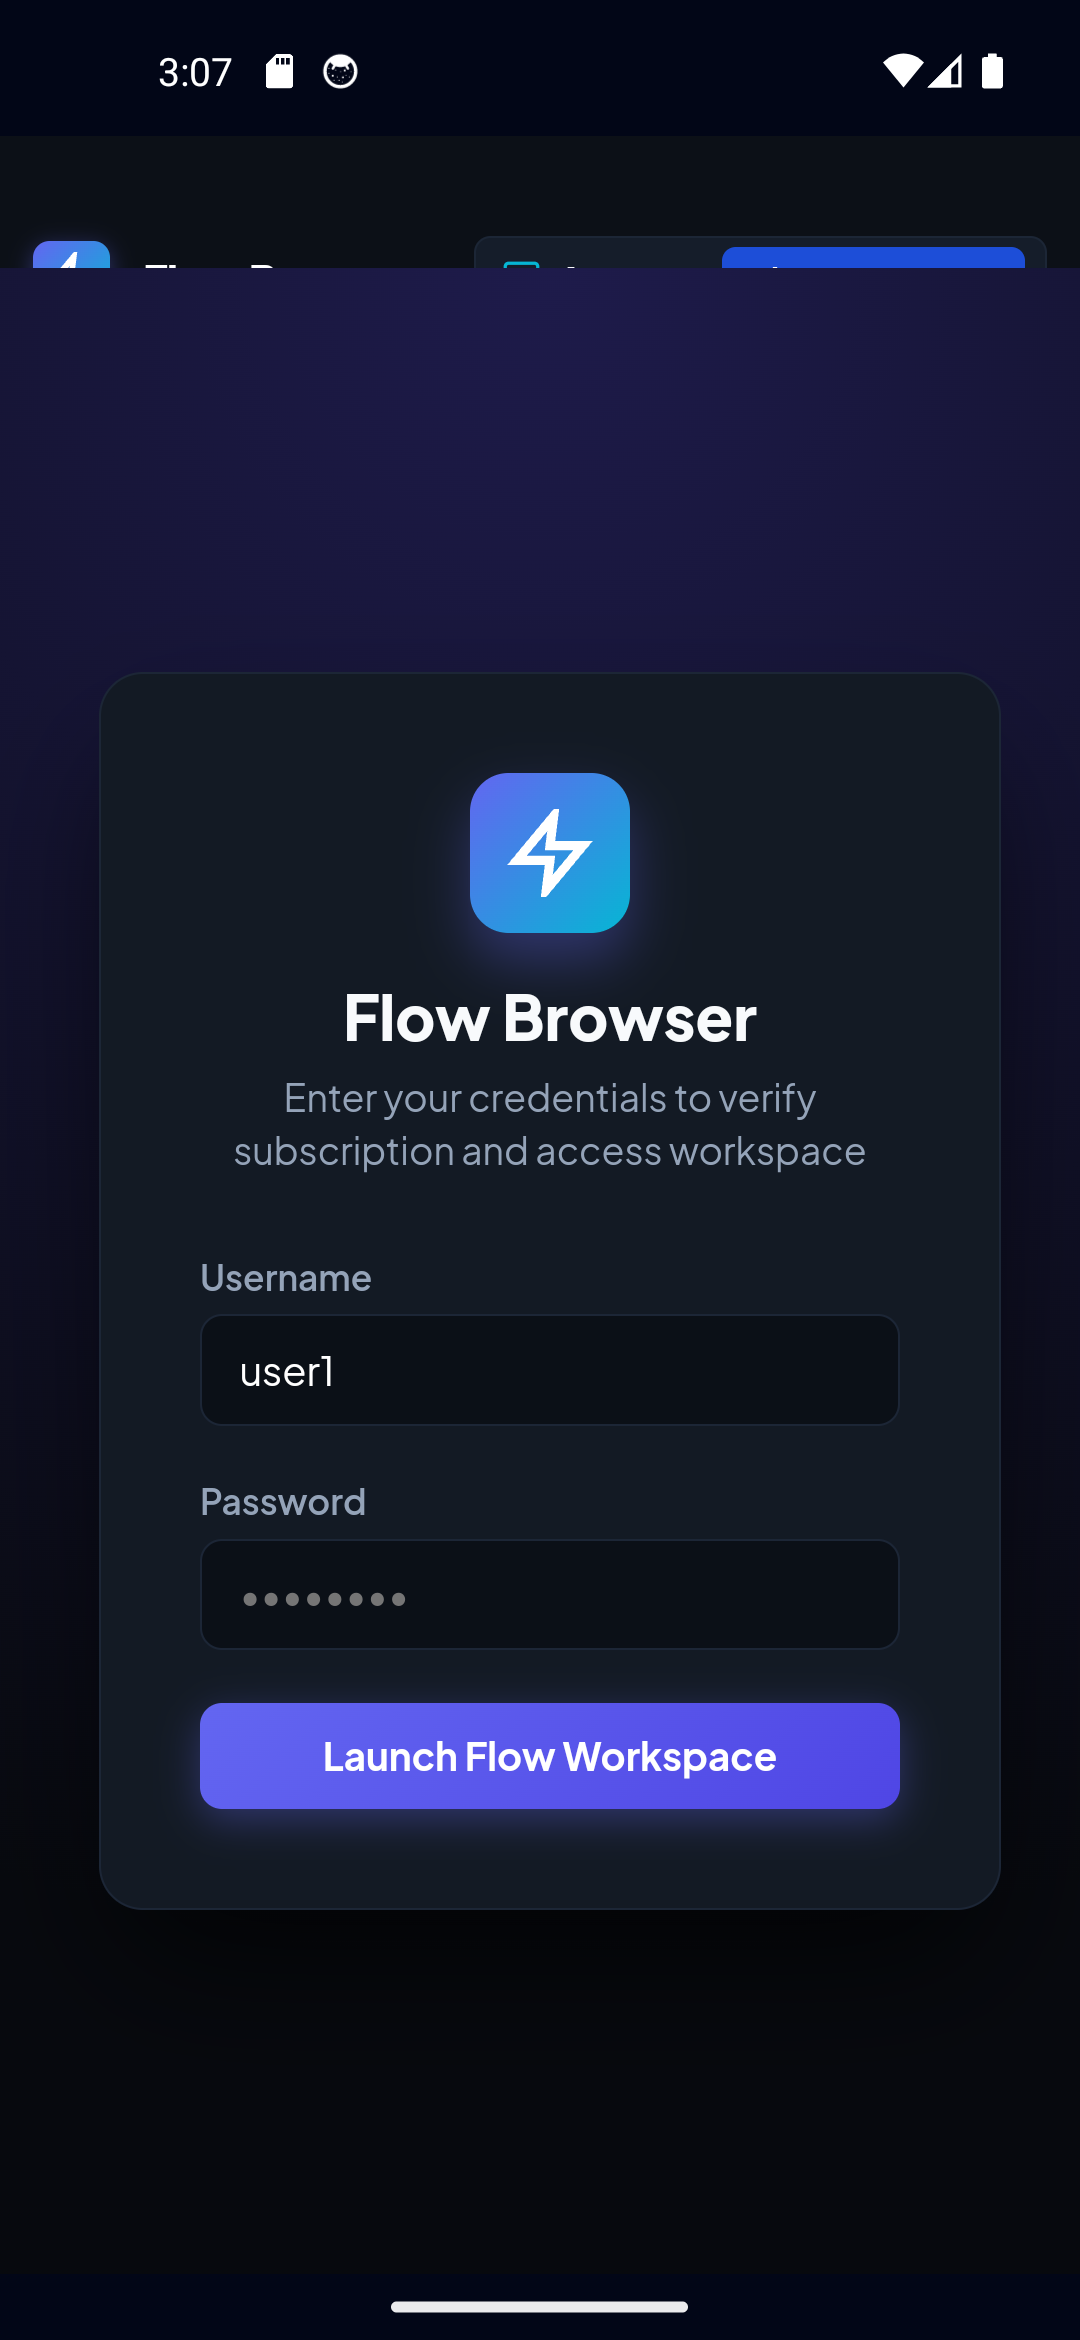 3:07
Flow Browser
Enter your credentials to verify
subscription and access workspace
Username
user1
Password
••••••••
Launch Flow Workspace